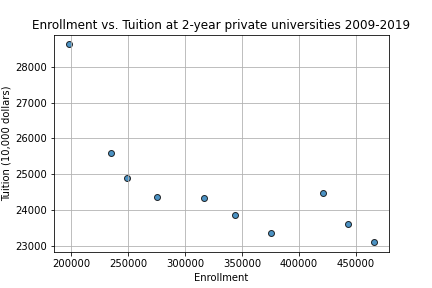 Enrollment vs. Tuition at 2-year private universities 2009-2019
Tuition (10,000 dollars)
28000
27000
26000
25000
24000
23000
200000 250000 300000 350000 400000 450000
Enrollment